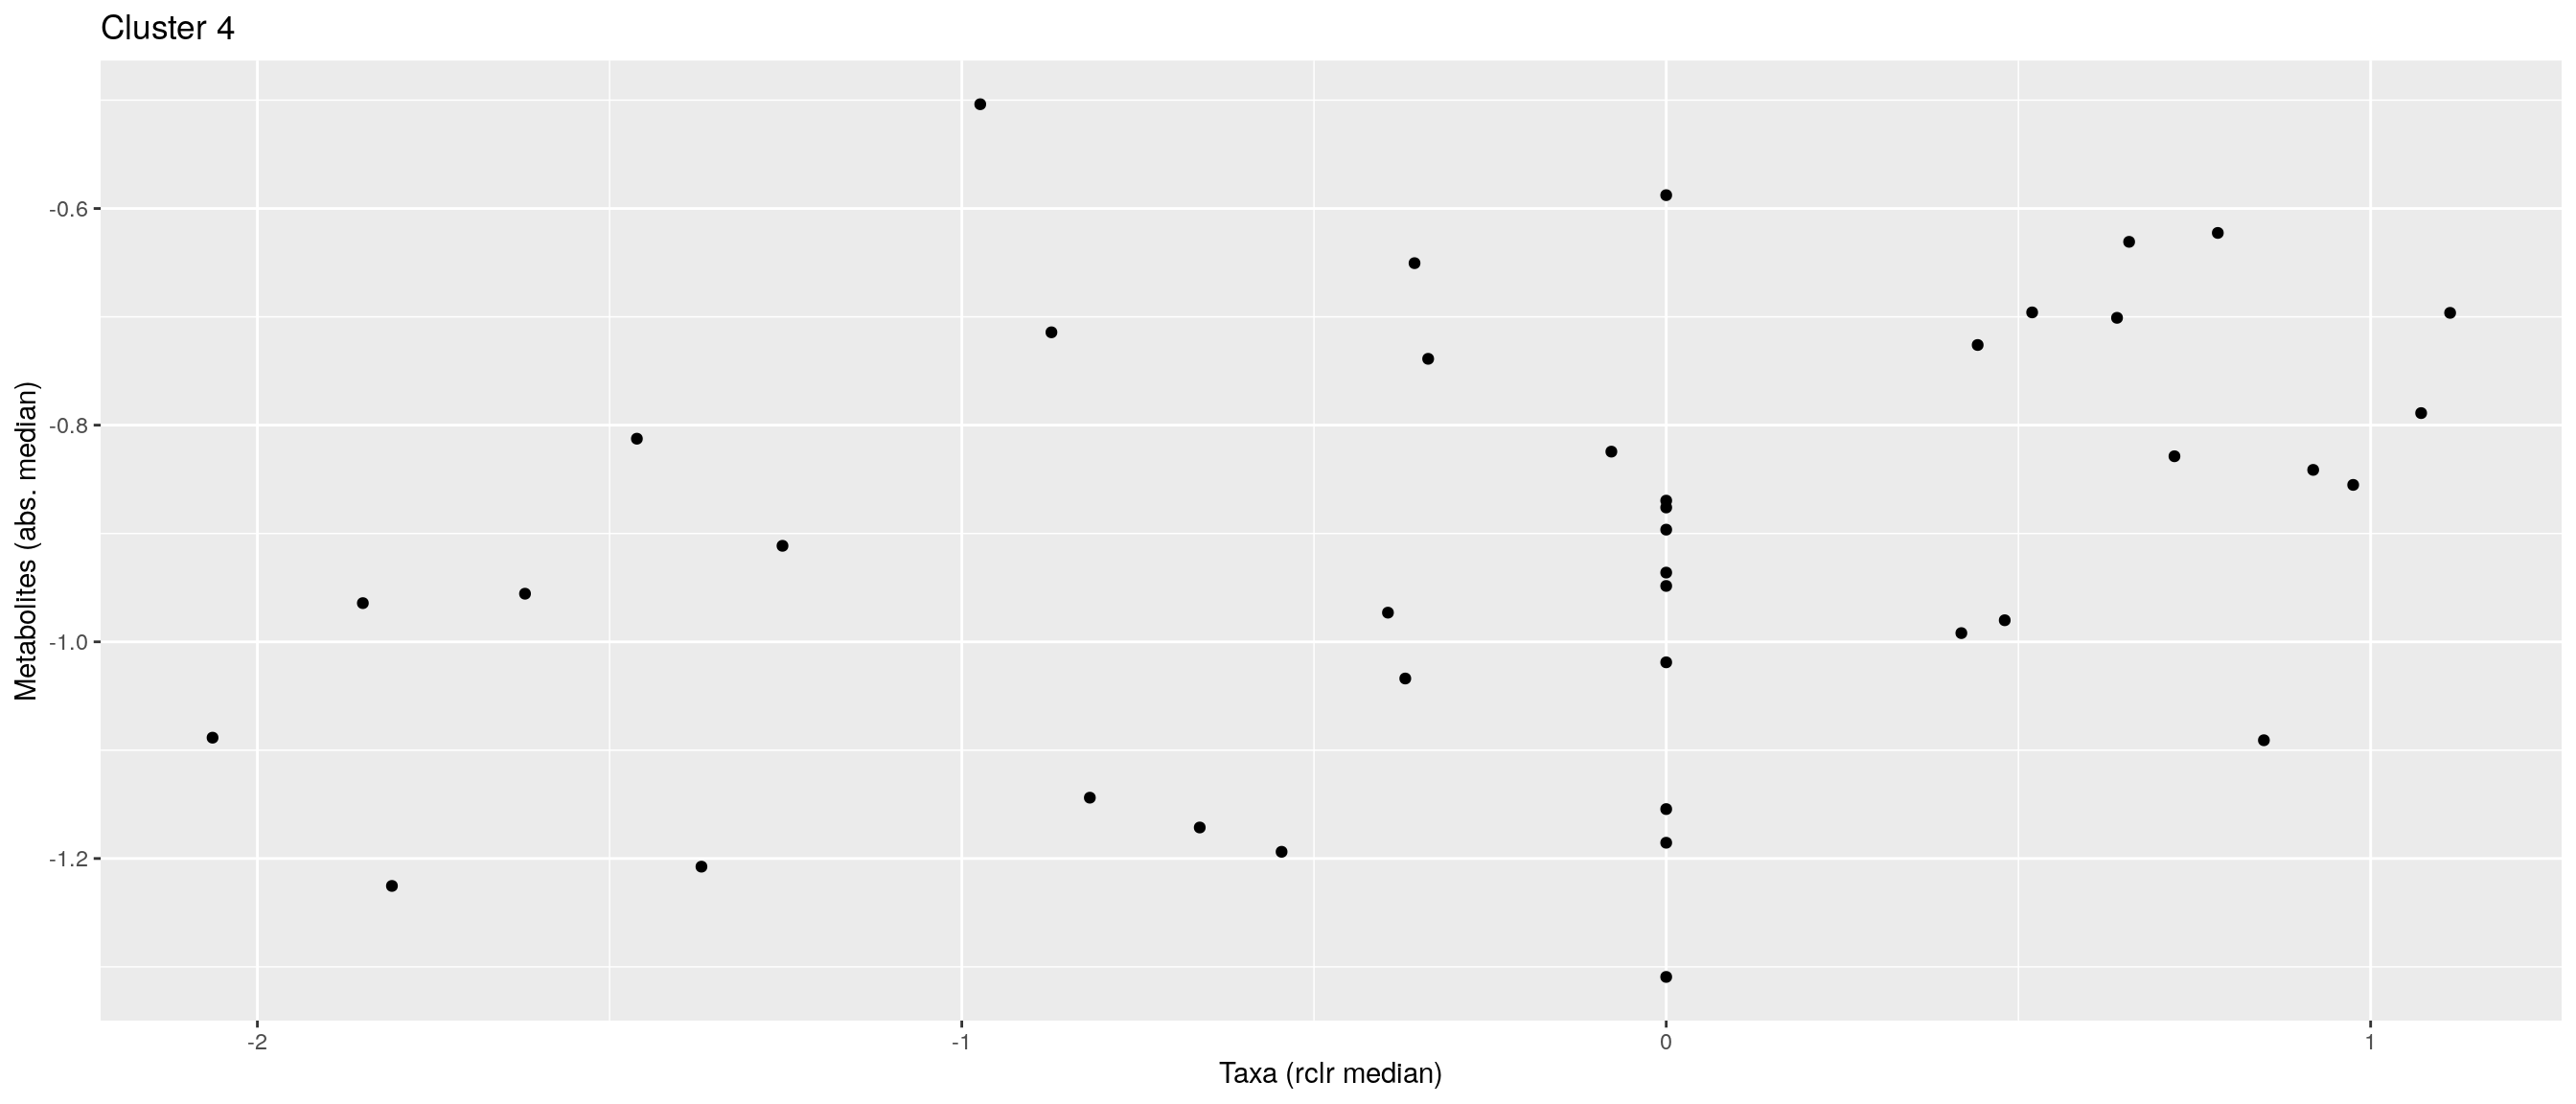 Cluster 4
-0.6
-0.8
-1.0
-1.2
Metabolites (abs. median)
-2
-1
0
1
Taxa (rclr median)